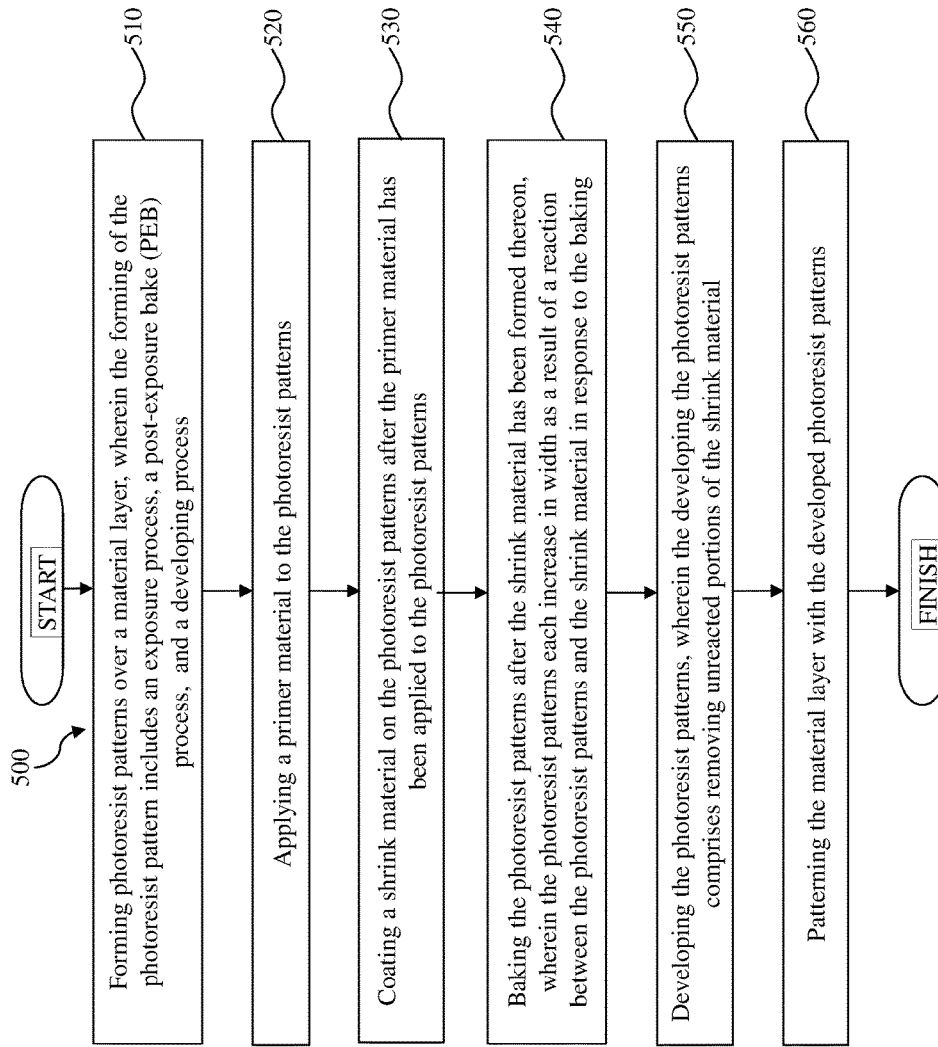 500
START
Forming photoresist patterns over a material layer, wherein the forming of the
photoresist pattern includes an exposure process, a post-exposure bake (PEB)
process, and a developing process
510
Applying a primer material to the photoresist patterns
520
Coating a shrink material on the photoresist patterns after the primer material has
been applied to the photoresist patterns
530
Baking the photoresist patterns after the shrink material has been formed thereon,
wherein the photoresist patterns each increase in width as a result of a reaction
between the photoresist patterns and the shrink material in response to the baking
540
Developing the photoresist patterns, wherein the developing the photoresist patterns
comprises removing unreacted portions of the shrink material
550
Patterning the material layer with the developed photoresist patterns
560
FINISH